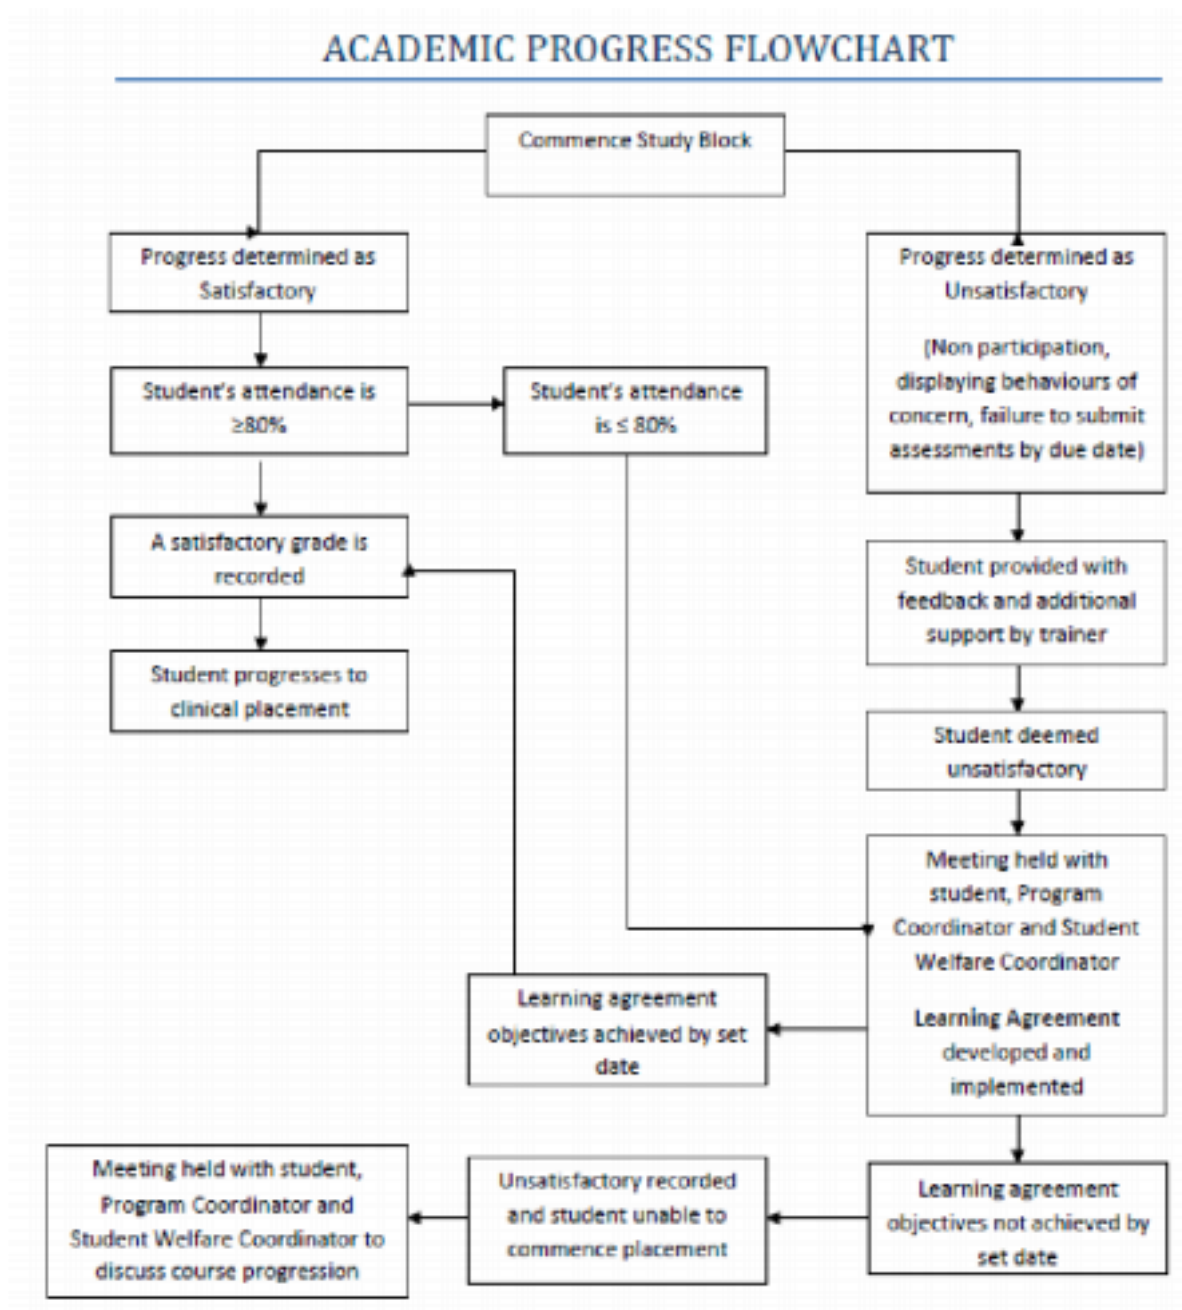 ACADEMIC PROGRESS FLOWCHART
Commence Study Block
Progress determined as
Satisfactory
Progress determined as
Unsatisfactory
(Non participation,
displaying behaviours of
concern, failure to submit
assessments by due date)
Student's attendance is
≥80%
Student's attendance
is ≤ 80%
A satisfactory grade is
recorded
Student provided with
feedback and additional
support by trainer
Student progresses to
clinical placement
Student deemed
unsatisfactory
Meeting held with
student, Program
Coordinator and Student
Welfare Coordinator
Learning Agreement
developed and
implemented
Learning agreement
objectives achieved by set
date
Meeting held with student,
Program Coordinator and
Student Welfare Coordinator to
discuss course progression
Unsatisfactory recorded
and student unable to
commence placement
Learning agreement
objectives not achieved by
set date